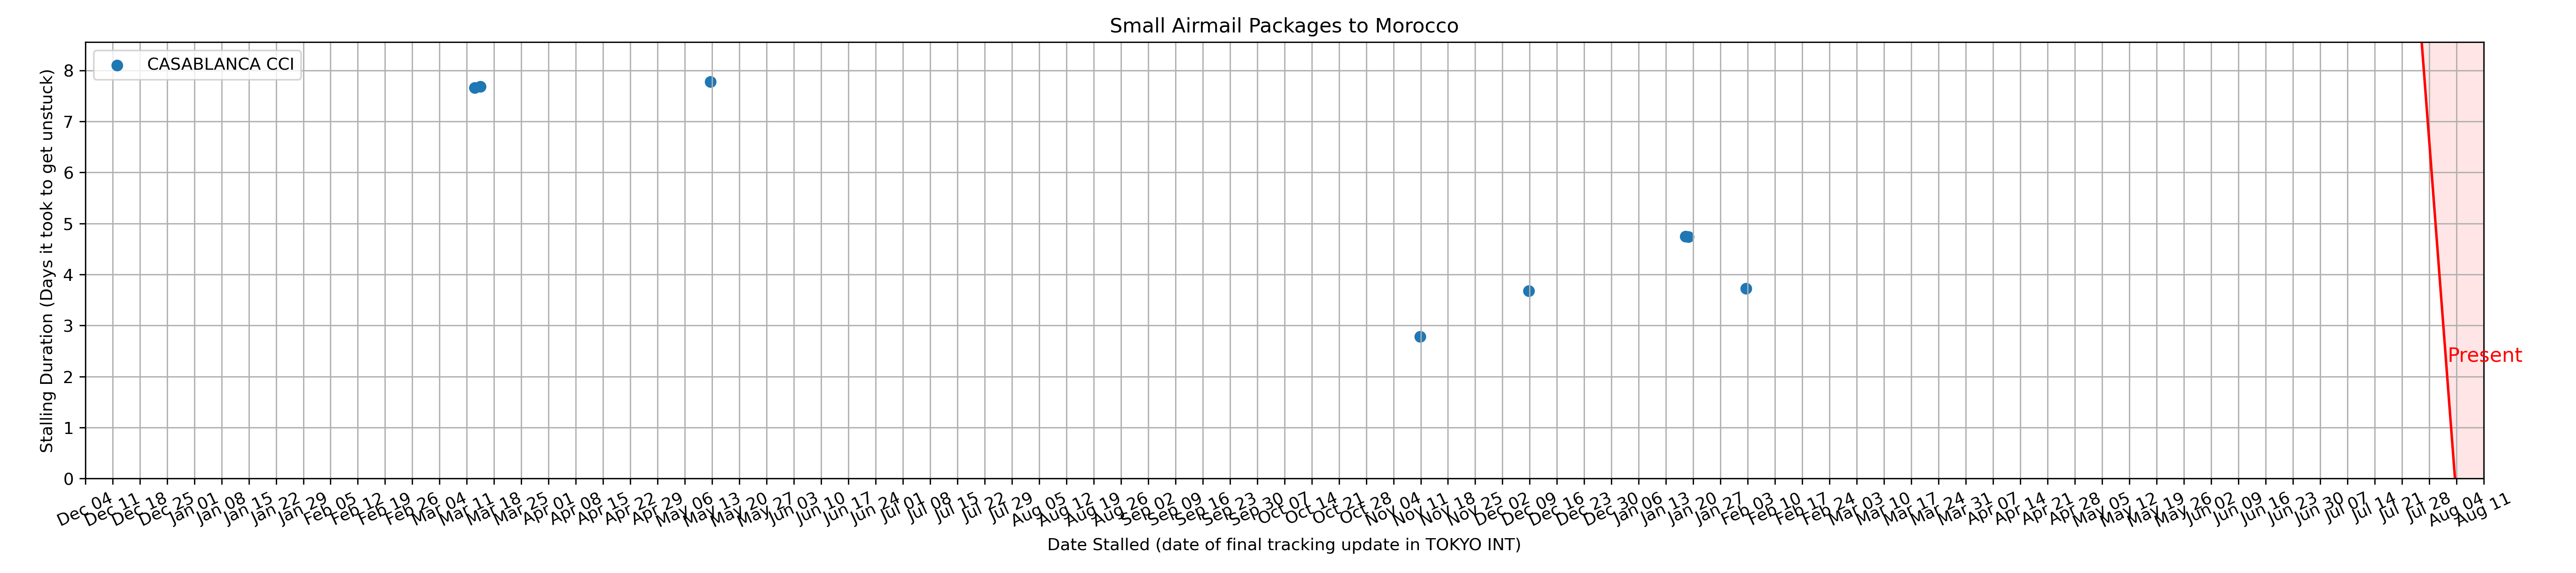 Small Airmail Packages to Morocco
CASABLANCA CCI
Stalling Duration (Days it took to get unstuck)
8
7
6
5
4
3
2
1
0
Present
Dec 04 Dec 11 Dec 18 Dec 25 Jan 01 Jan 08 Jan 15 Jan 22 Jan 29 Feb 05 Feb 12 Feb 19 Feb 26 Mar 04 Mar 11 Mar 18 Mar 25 Apr 01 Apr 08 Apr 15 Apr 22 Apr 29 May 06 May 13 May 20 May 27 Jun 03 Jun 10 Jun 17 Jun 24 Jul 01 Jul 08 Jul 15 Jul 22 Jul 29 Aug 05 Aug 12 Aug 19 Aug 26 Sep 02 Sep 09 Sep 16 Sep 23 Sep 30 Oct 07 Oct 14 Oct 21 Oct 28 Nov 04 Nov 11 Nov 18 Nov 25 Dec 02 Dec 09 Dec 16 Dec 23 Dec 30 Jan 06 Jan 13 Jan 20 Jan 27 Feb 03 Feb 10 Feb 17 Feb 24 Mar 03 Mar 10 Mar 17 Mar 24 Mar 31 Apr 07 Apr 14 Apr 21 Apr 28 May 05 May 12 May 19 May 26 Jun 02 Jun 09 Jun 16 Jun 23 Jun 30 Jul 07 Jul 14 Jul 21 Jul 28 Aug 04 Aug 11
Date Stalled (date of final tracking update in TOKYO INT)